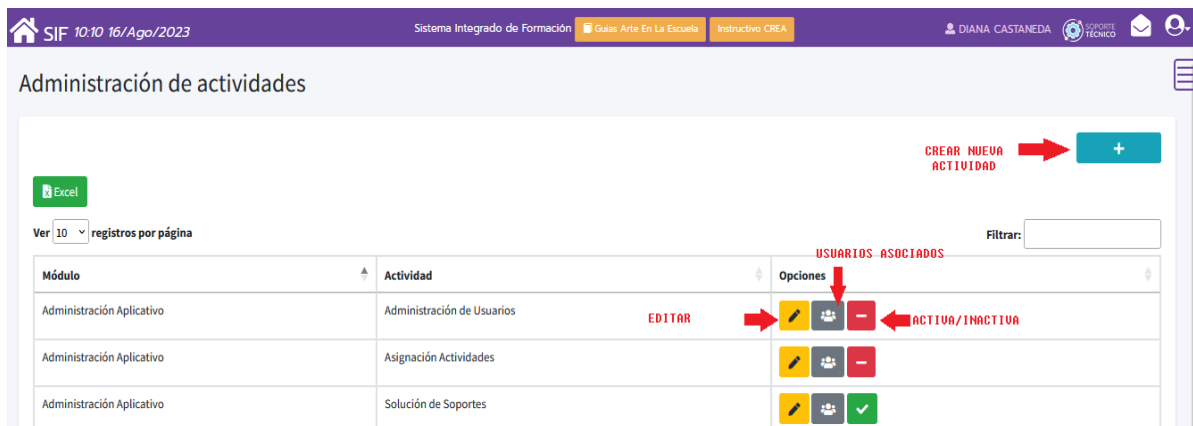 SIF 10:10 16/Ago/2023 Sistema Integrado de Formación Guias Arte En La Escuela Instructivo CREA DIANA CASTANEDA SOPORTE TÉCNICO
Administración de actividades
CREAR NUEVA
ACTIVIDAD
+
Excel
Ver 10 registros por página Filtrar:
USUARIOS ASOCIADOS
Módulo Actividad Opciones
Administración Aplicativo Administración de Usuarios
EDITAR ACTIVA/INACTIVA
Administración Aplicativo Asignación Actividades
Administración Aplicativo Solución de Soportes